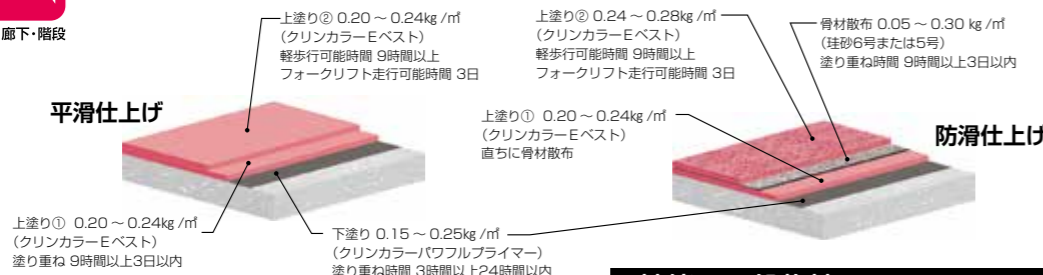 廊下・階段
平滑仕上げ
上塗り② 0.20 ～ 0.24kg /㎡
（クリンカラーEベスト）
軽歩行可能時間 9時間以上
フォークリフト走行可能時間 3日
上塗り① 0.20 ～ 0.24kg /㎡
（クリンカラーEベスト）
塗り重ね 9時間以上3日以内
下塗り 0.15 ～ 0.25kg /㎡
（クリンカラーパワフルプライマー）
塗り重ね時間 3時間以上24時間以内
上塗り② 0.24 ～ 0.28kg /㎡
（クリンカラーEベスト）
軽歩行可能時間 9時間以上
フォークリフト走行可能時間 3日
上塗り① 0.20 ～ 0.24kg /㎡
（クリンカラーEベスト）
直ちに骨材散布
骨材散布 0.05 ～ 0.30 kg /㎡
（珪砂6号または5号）
塗り重ね時間 9時間以上3日以内
防滑仕上げ